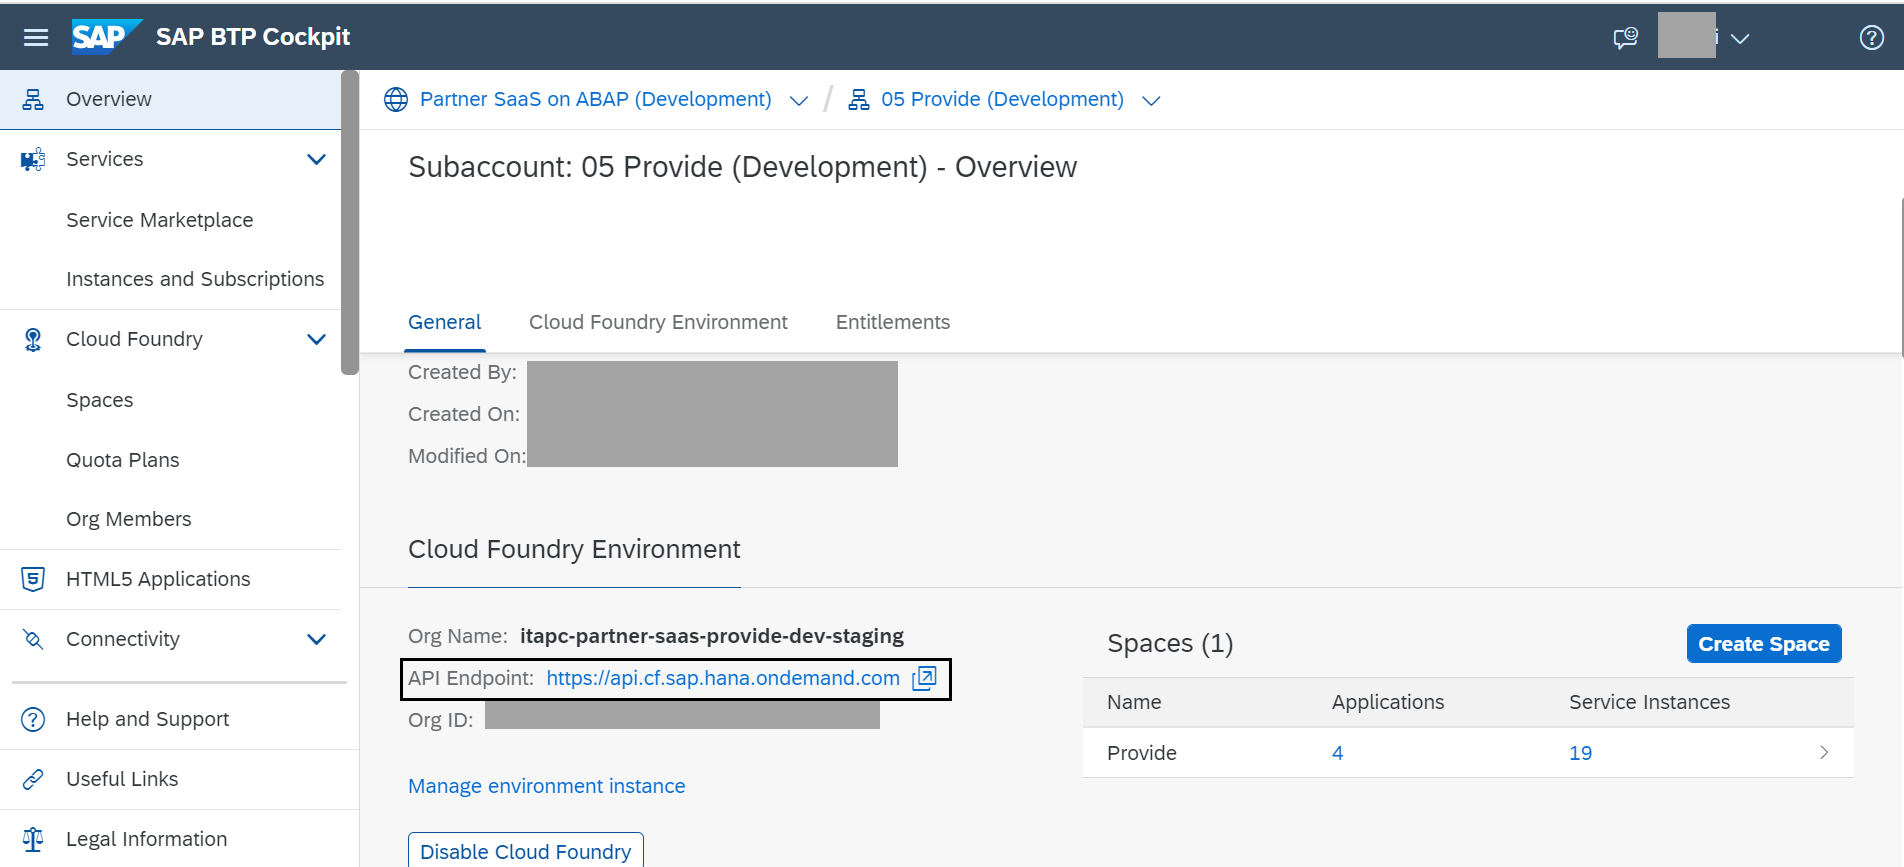 SAP SAP BTP Cockpit
i
Overview
Services
Service Marketplace
Instances and Subscriptions
Cloud Foundry
Spaces
Quota Plans
Org Members
HTML5 Applications
Connectivity
Help and Support
Useful Links
Legal Information
Partner SaaS on ABAP (Development) / 05 Provide (Development)
Subaccount: 05 Provide (Development) - Overview
General Cloud Foundry Environment Entitlements
Created By:
Created On:
Modified On:
Cloud Foundry Environment
Org Name: itapc-partner-saas-provide-dev-staging
API Endpoint: https://api.cf.sap.hana.ondemand.com
Org ID:
Manage environment instance
Disable Cloud Foundry
Spaces (1)
Create Space
Name Applications Service Instances
Provide 4 19